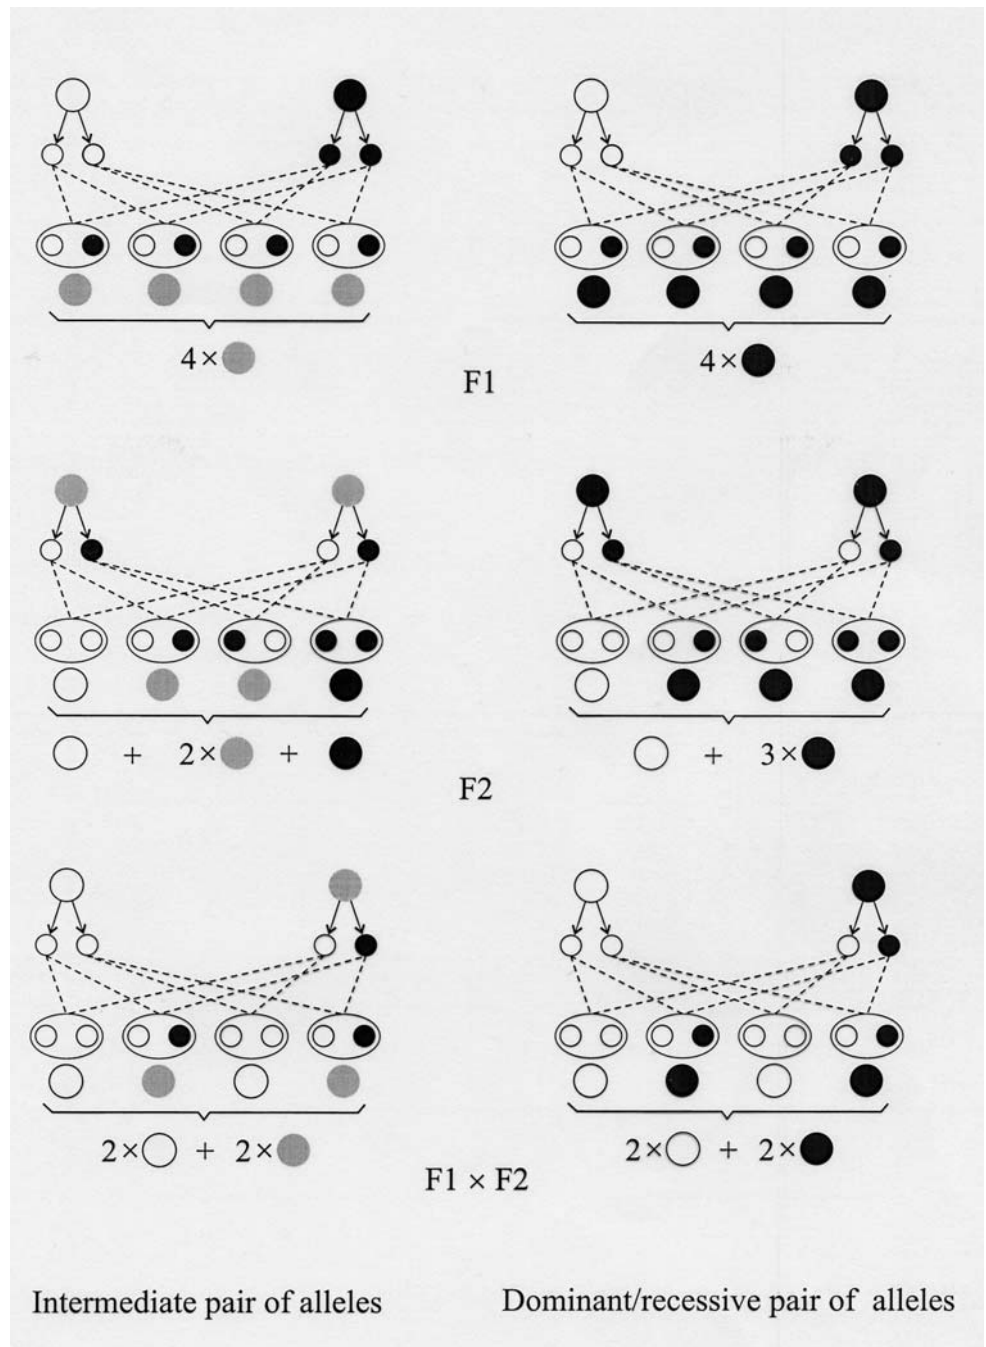 4×
4×
F1
+ 2× +
+ 3×
F2
2× + 2×
2× + 2×
F1 × F2
Intermediate pair of alleles
Dominant/recessive pair of alleles